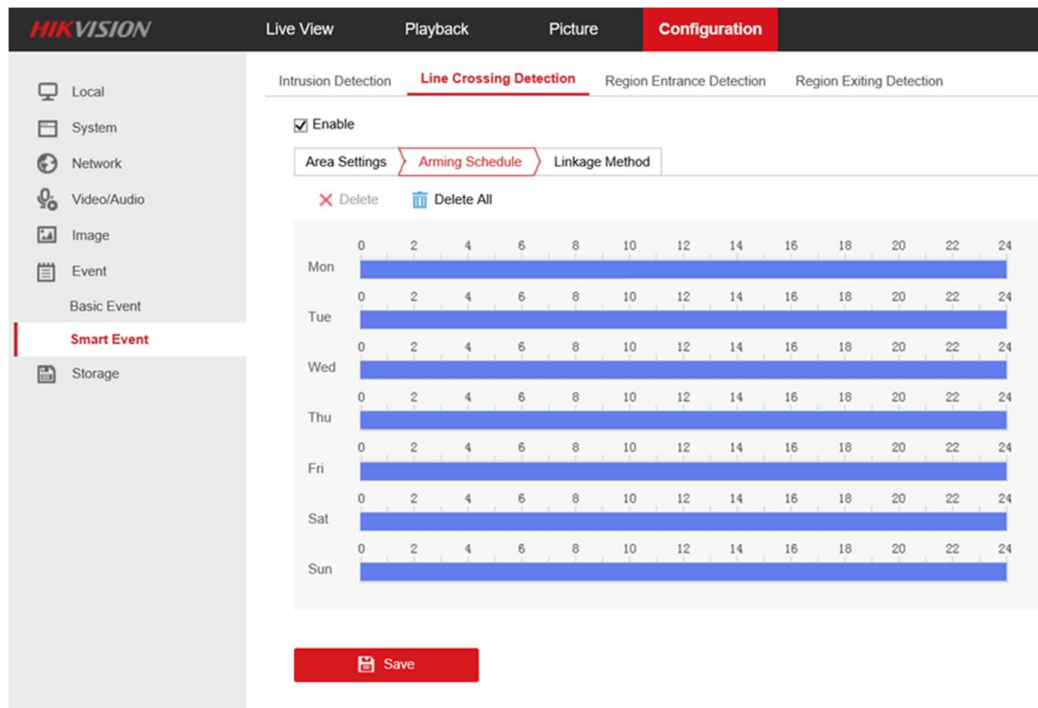 HIKVISION Live View Playback Picture Configuration
Local
System
Network
Video/Audio
Image
Event
Basic Event
Smart Event
Storage
Intrusion Detection Line Crossing Detection Region Entrance Detection Region Exiting Detection
Enable
Area Settings Arming Schedule Linkage Method
Delete Delete All
0 2 4 6 8 10 12 14 16 18 20 22 24
Mon
0 2 4 6 8 10 12 14 16 18 20 22 24
Tue
0 2 4 6 8 10 12 14 16 18 20 22 24
Wed
0 2 4 6 8 10 12 14 16 18 20 22 24
Thu
0 2 4 6 8 10 12 14 16 18 20 22 24
Fri
0 2 4 6 8 10 12 14 16 18 20 22 24
Sat
0 2 4 6 8 10 12 14 16 18 20 22 24
Sun
Save